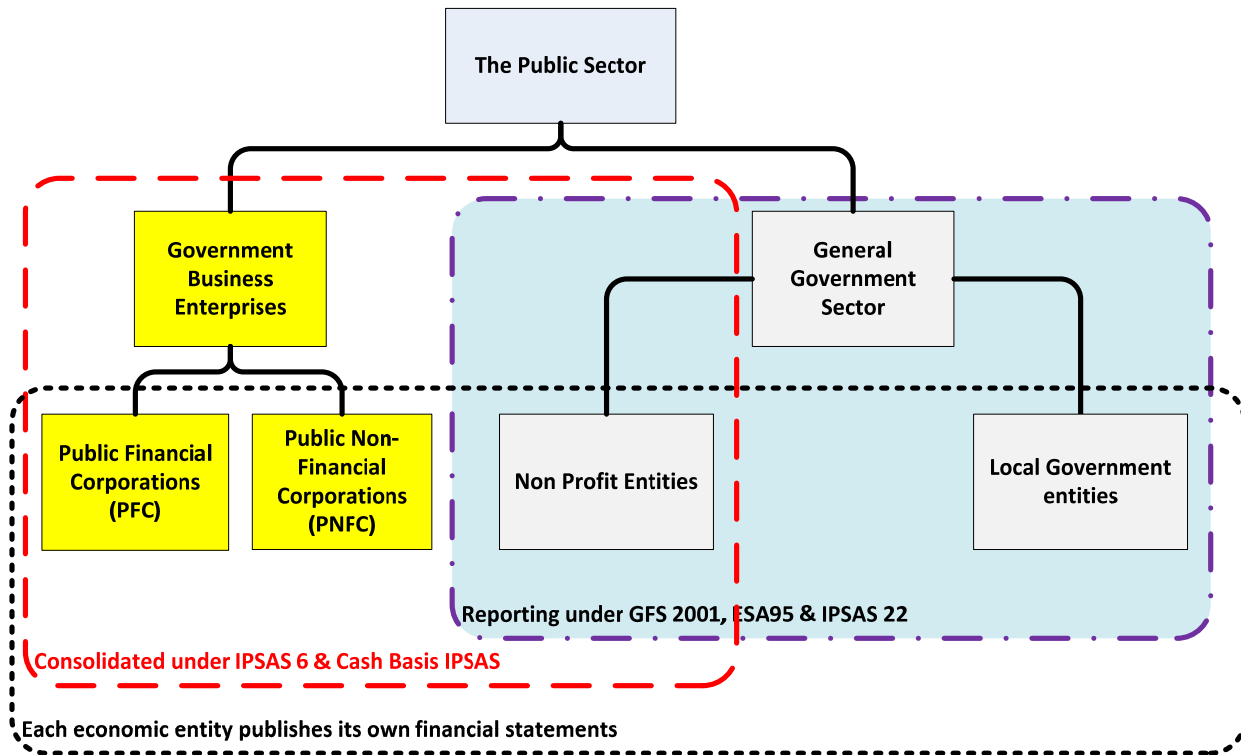 The Public Sector
Government
Business
Enterprises
General
Government
Sector
Public Financial
Corporations
(PFC)
Public Non-
Financial
Corporations
(PNFC)
Non Profit Entities
Local Government
entities
Reporting under GFS 2001, ESA95 & IPSAS 22
Consolidated under IPSAS 6 & Cash Basis IPSAS
Each economic entity publishes its own financial statements